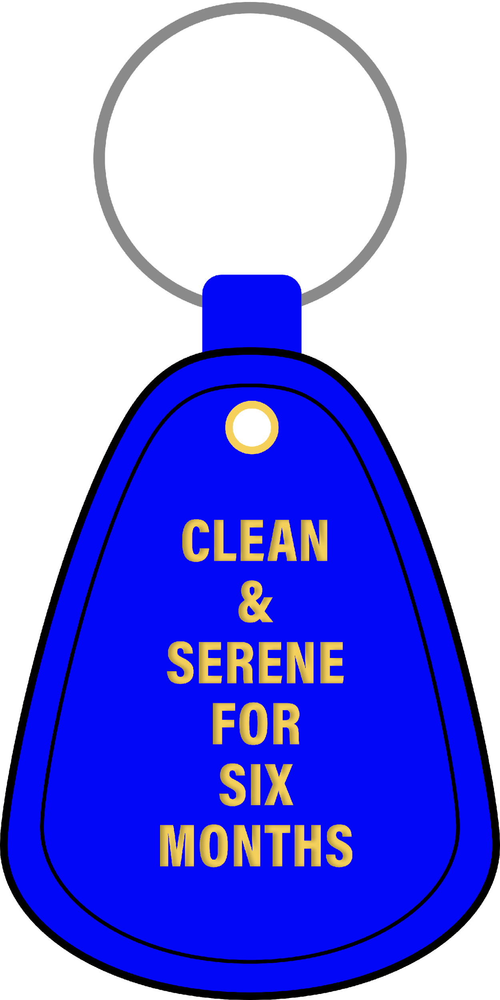 CLEAN
&
SERENE
FOR
SIX
MONTHS